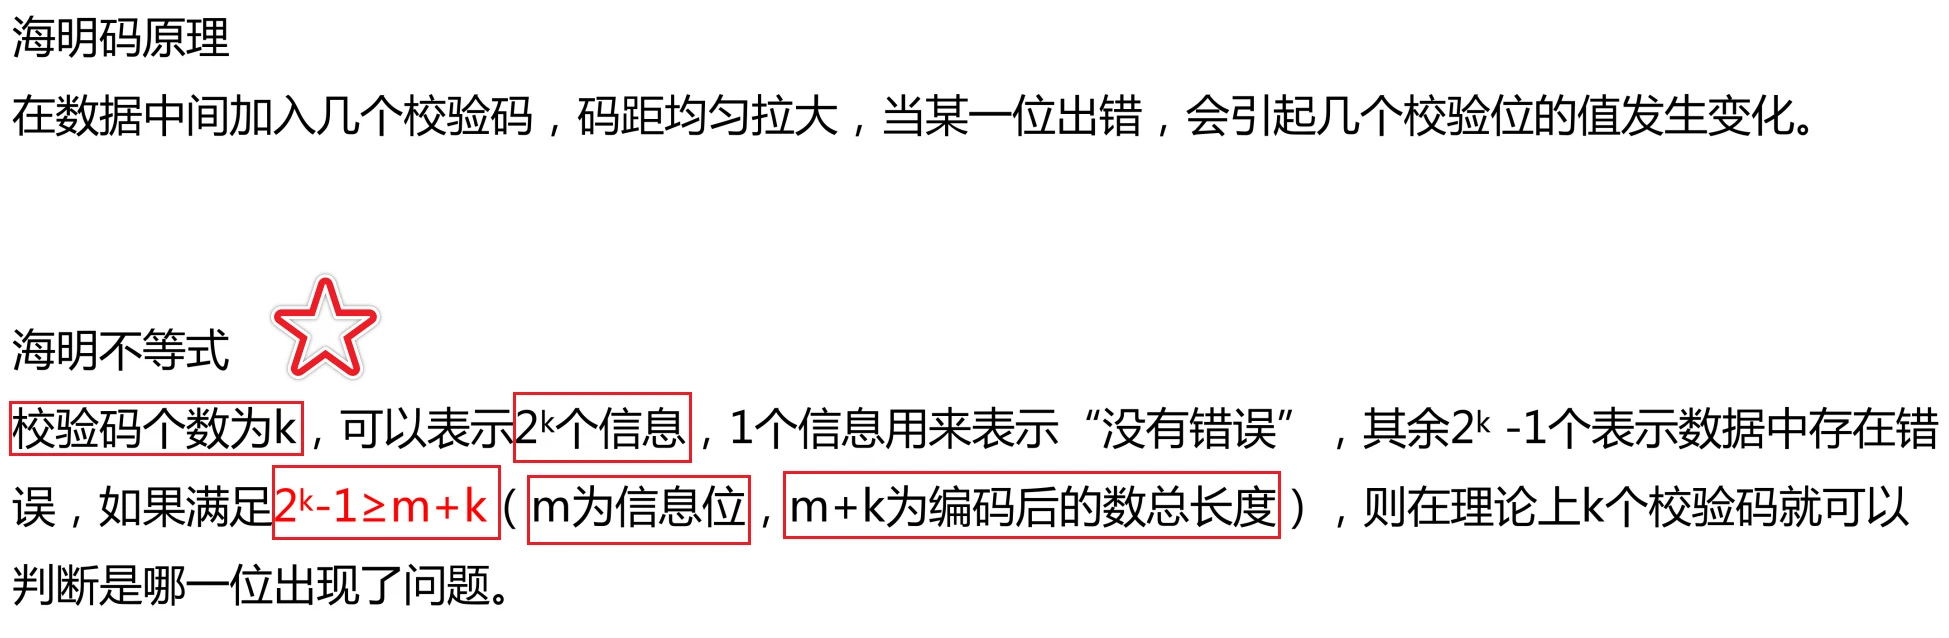 海明码原理
在数据中间加入几个校验码，码距均匀拉大，当某一位出错，会引起几个校验位的值发生变化。
海明不等式
校验码个数为k，可以表示2ᵏ个信息，1个信息用来表示“没有错误”，其余2ᵏ -1个表示数据中存在错
误，如果满足2ᵏ-1≥m+k（m为信息位，m+k为编码后的数总长度），则在理论上k个校验码就可以
判断是哪一位出现了问题。